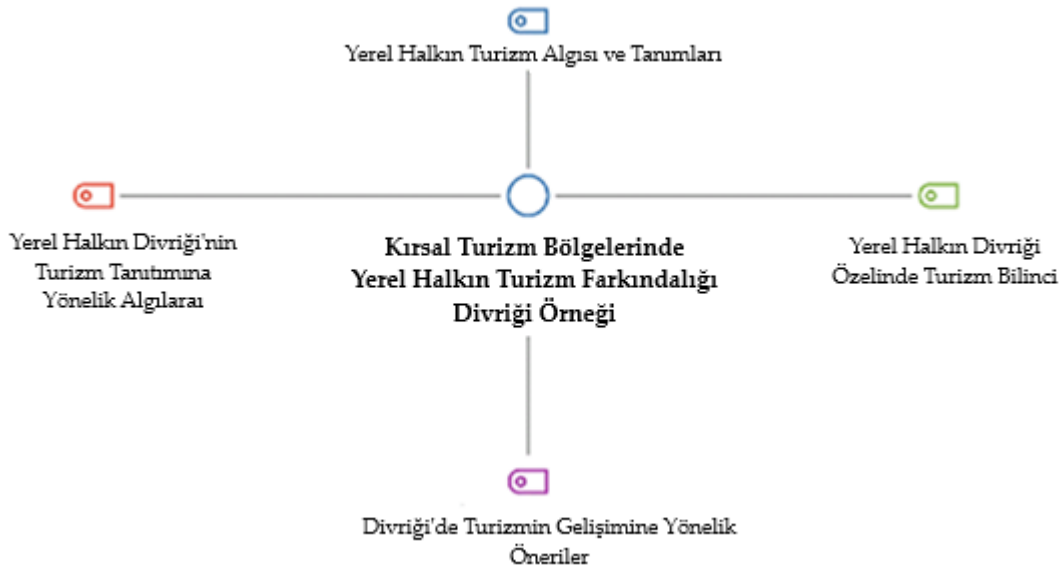 Yerel Halkın Turizm Algısı ve Tanımları
Yerel Halkın Divriği'nin
Turizm Tanıtımına
Yönelik Algılaraı
Kırsal Turizm Bölgelerinde
Yerel Halkın Turizm Farkındalığı
Divriği Örneği
Yerel Halkın Divriği
Özelinde Turizm Bilinci
Divriği'de Turizmin Gelişimine Yönelik
Öneriler